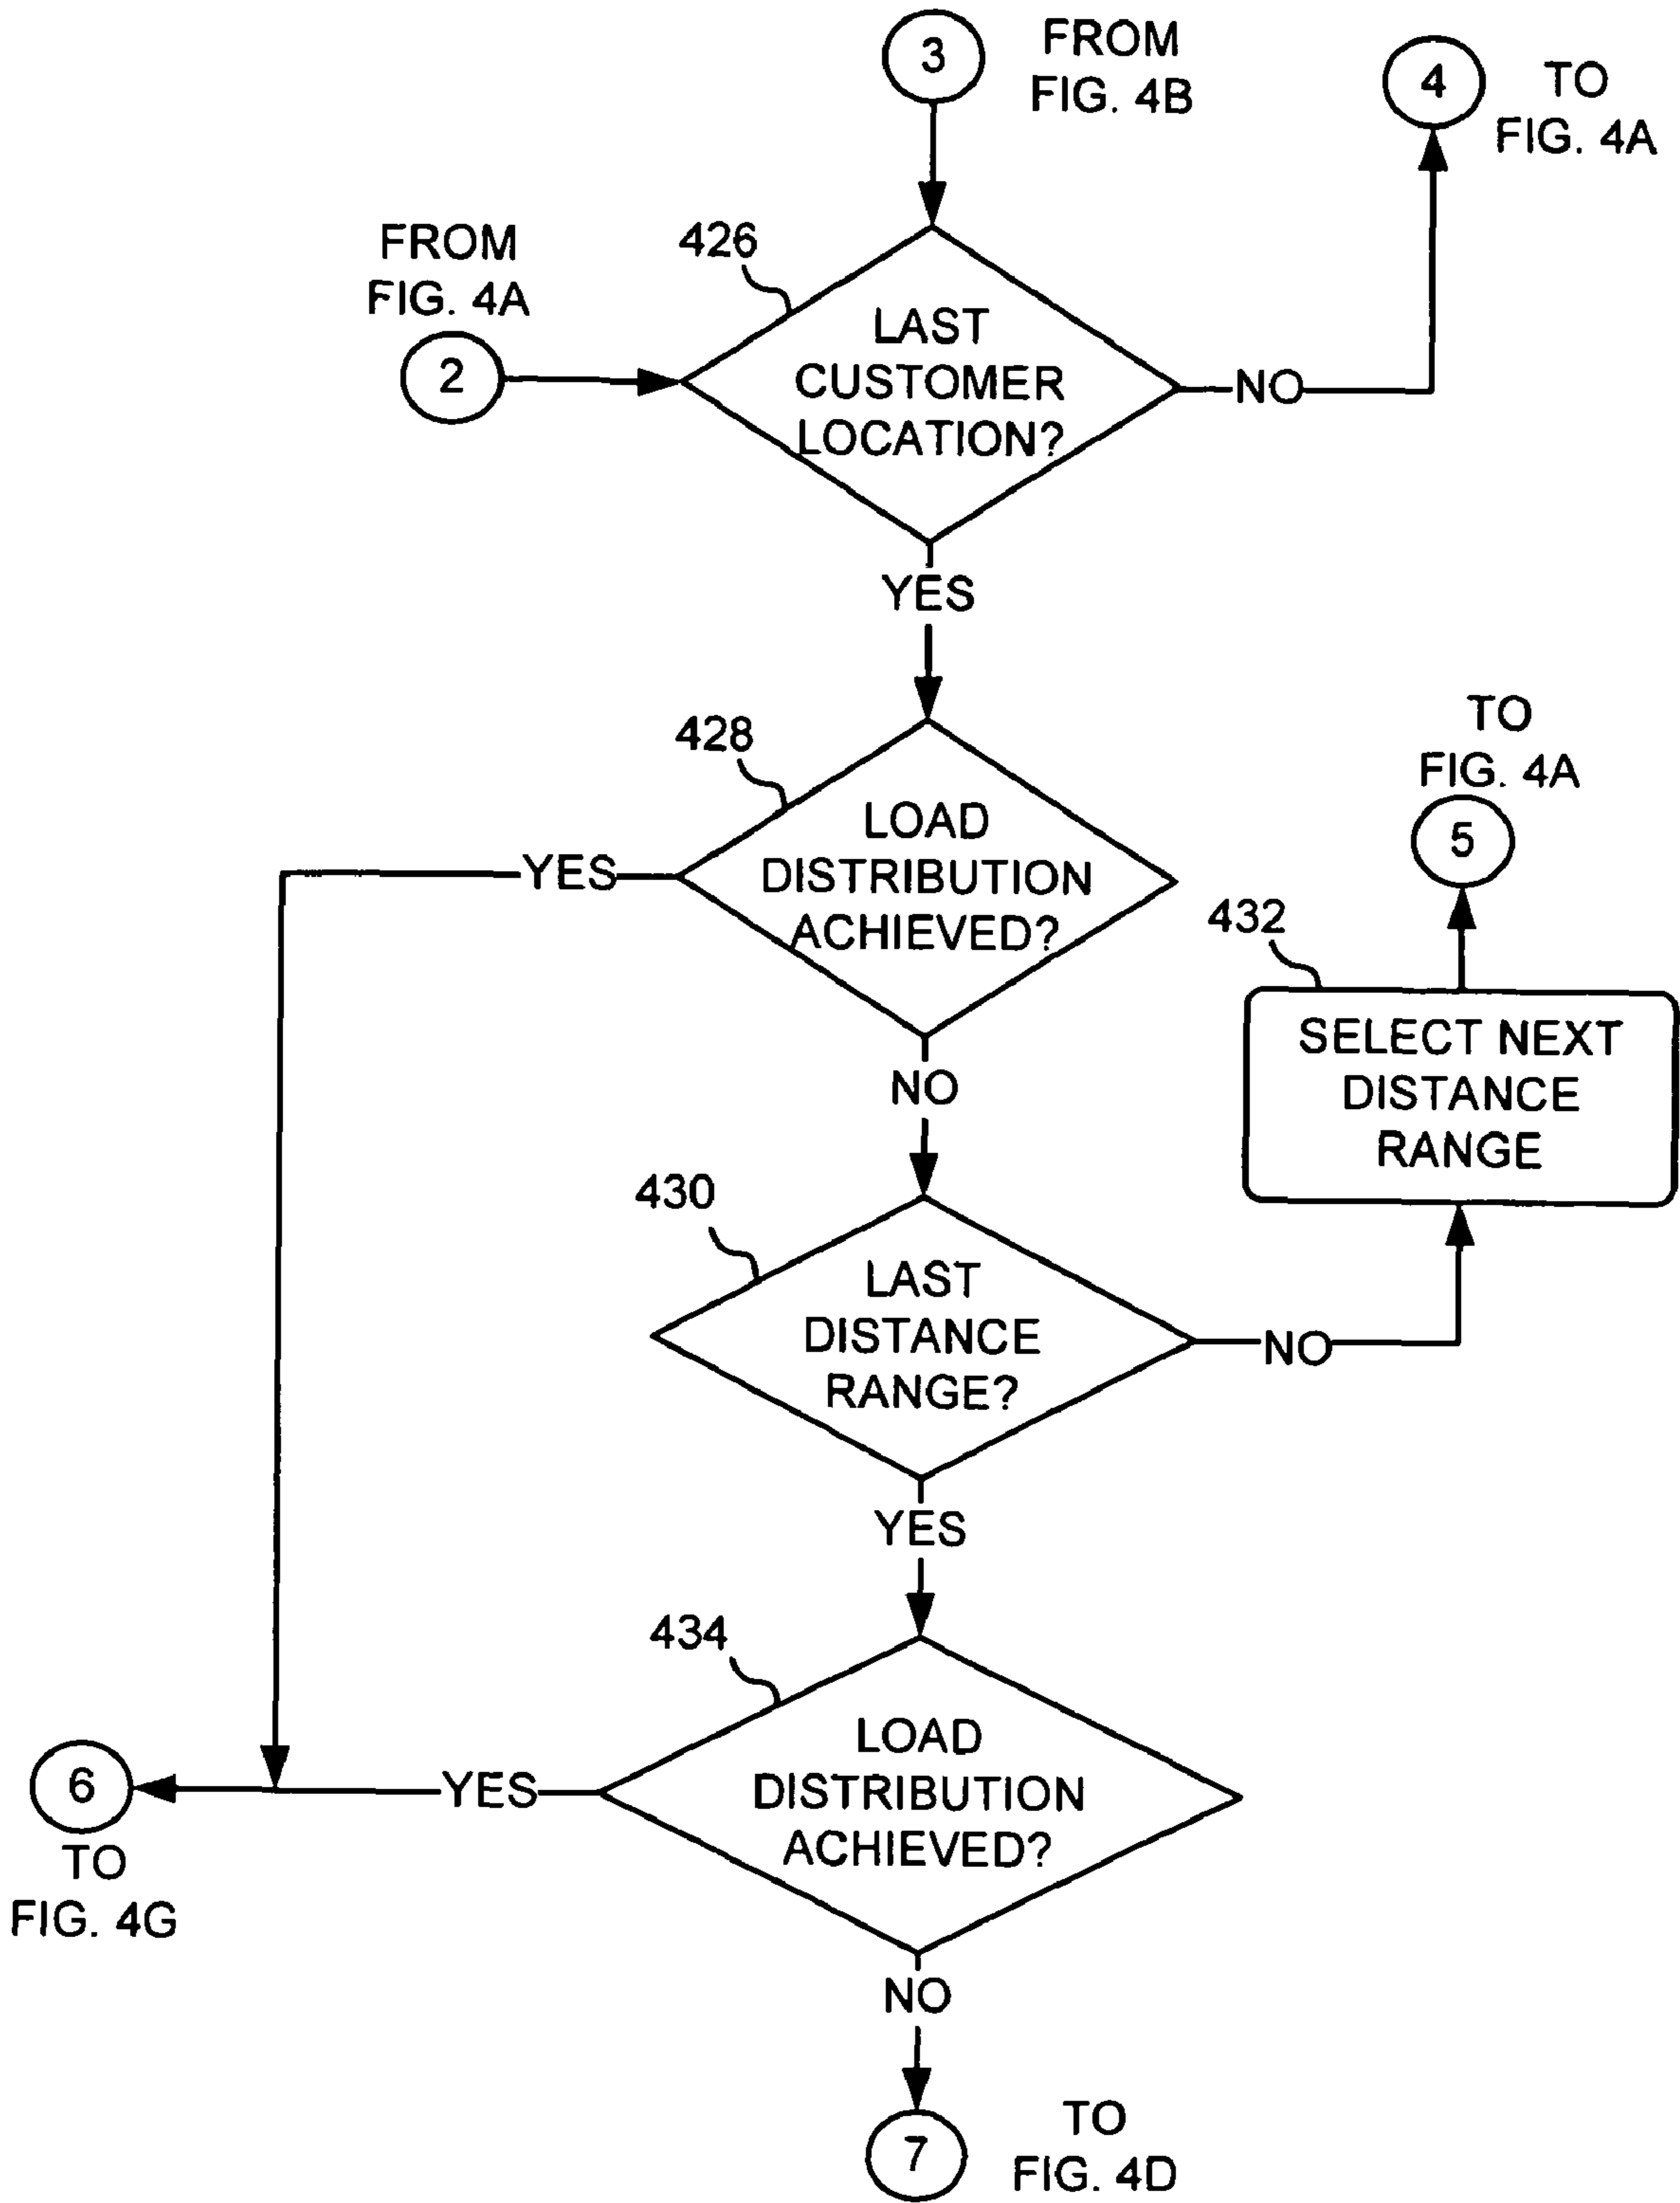 3
FROM
FIG. 4B
4
TO
FIG. 4A
FROM
FIG. 4A
2
426
LAST
CUSTOMER
LOCATION?
NO
YES
428
LOAD
DISTRIBUTION
ACHIEVED?
YES
NO
TO
FIG. 4A
5
432
SELECT NEXT
DISTANCE
RANGE
430
LAST
DISTANCE
RANGE?
NO
YES
434
LOAD
DISTRIBUTION
ACHIEVED?
YES
6
TO
FIG. 4G
NO
7
TO
FIG. 4D